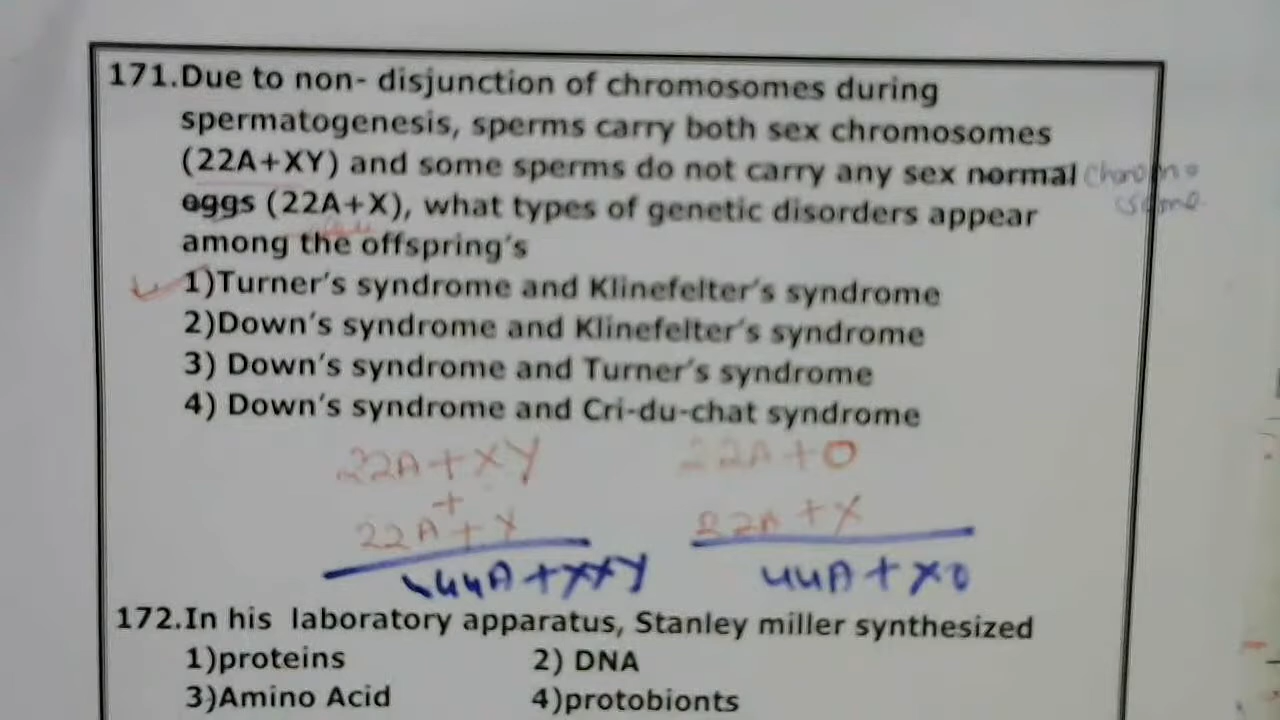 171.Due to non- disjunction of chromosomes during
spermatogenesis, sperms carry both sex chromosomes
(22A+XY) and some sperms do not carry any sex normal chromo
eggs (22A+X), what types of genetic disorders appear some
among the offspring's
1)Turner's syndrome and Klinefelter's syndrome
2)Down's syndrome and Klinefelter's syndrome
3) Down's syndrome and Turner's syndrome
4) Down's syndrome and Cri-du-chat syndrome
22A+XY 22A+O
+
22A+X 22A+X
44A+XXY 44A+XO
172.In his laboratory apparatus, Stanley miller synthesized
1)proteins 2) DNA
3)Amino Acid 4)protobionts